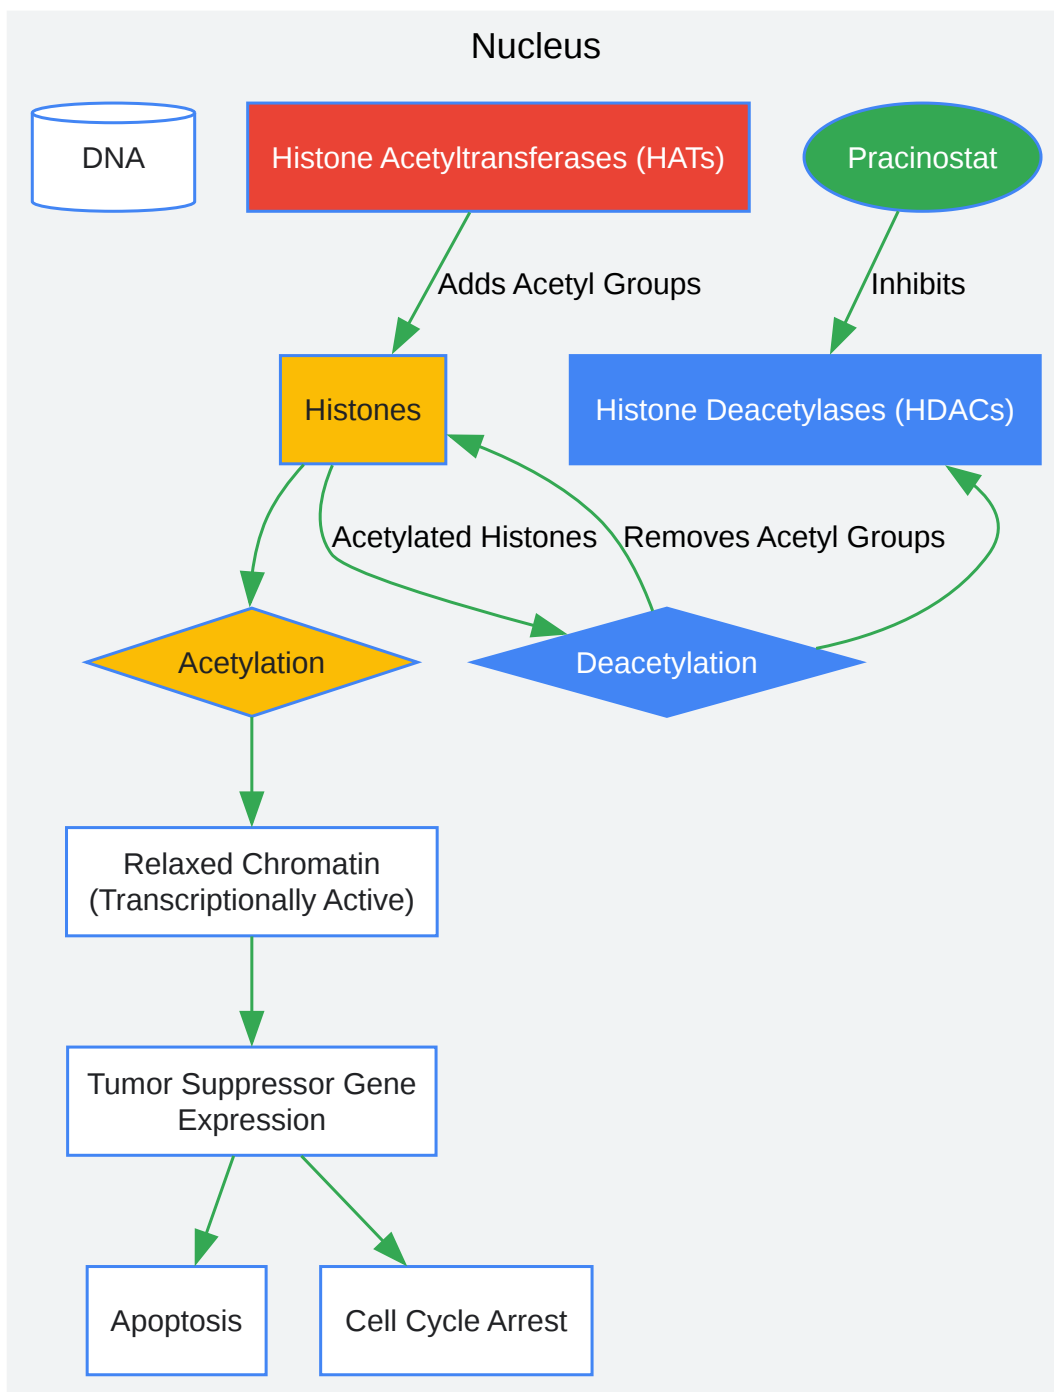 Nucleus
DNA
Histone Acetyltransferases (HATs)
Pracinostat
Adds Acetyl Groups
Inhibits
Histones
Histone Deacetylases (HDACs)
Acetylated Histones
Removes Acetyl Groups
Acetylation
Deacetylation
Relaxed Chromatin
(Transcriptionally Active)
Tumor Suppressor Gene
Expression
Apoptosis
Cell Cycle Arrest